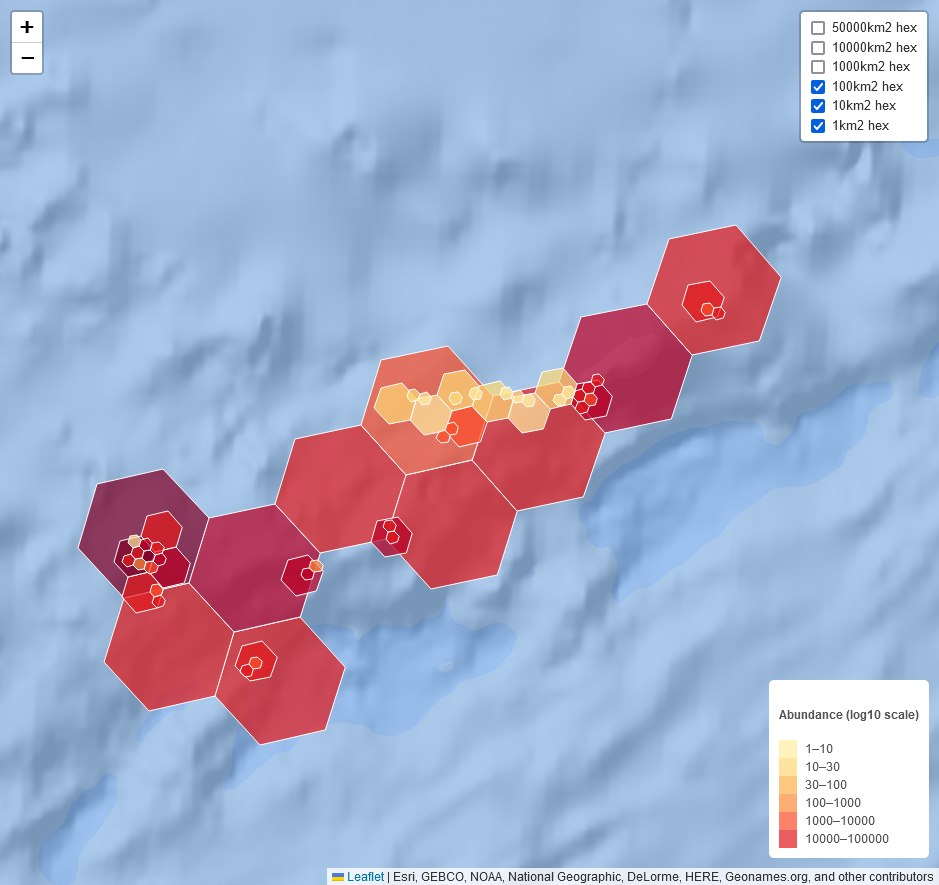 +
−
50000km2 hex
10000km2 hex
1000km2 hex
100km2 hex
10km2 hex
1km2 hex
Abundance (log10 scale)
1–10
10–30
30–100
100–1000
1000–10000
10000–100000
Leaflet | Esri, GEBCO, NOAA, National Geographic, DeLorme, HERE, Geonames.org, and other contributors